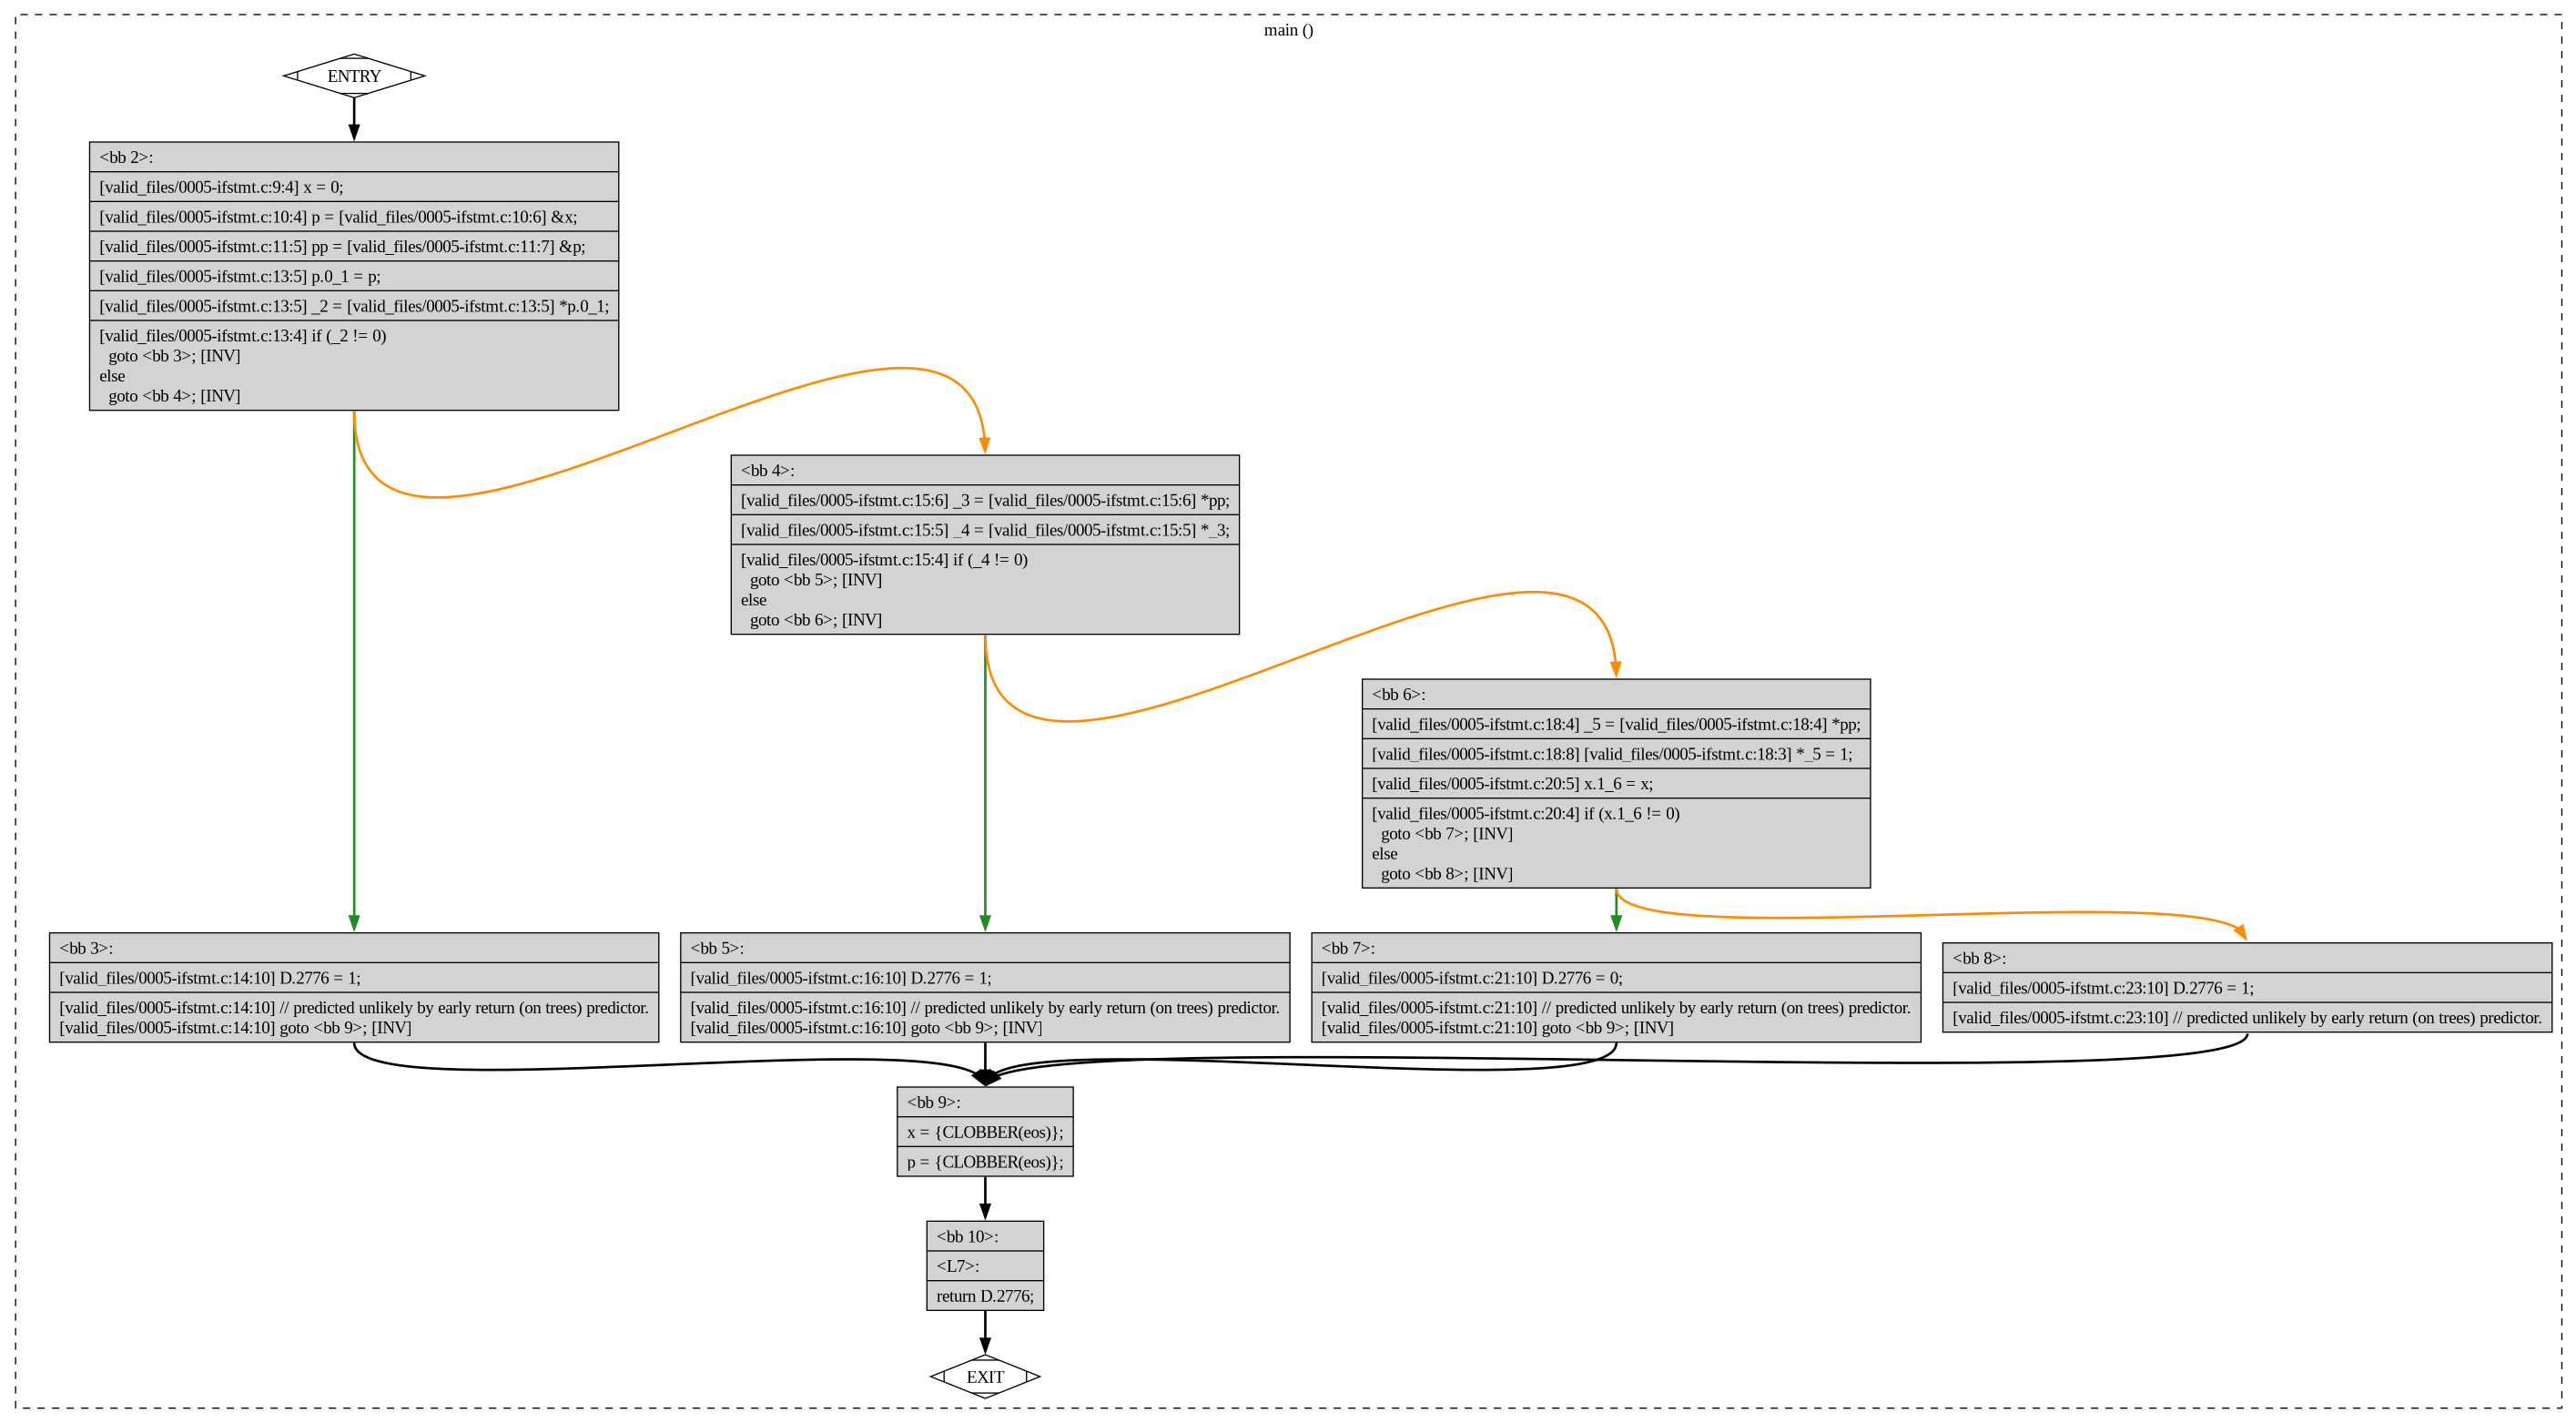 main ()
ENTRY
<bb 2>:
[valid_files/0005-ifstmt.c:9:4] x = 0;
[valid_files/0005-ifstmt.c:10:4] p = [valid_files/0005-ifstmt.c:10:6] &x;
[valid_files/0005-ifstmt.c:11:5] pp = [valid_files/0005-ifstmt.c:11:7] &p;
[valid_files/0005-ifstmt.c:13:5] p.0_1 = p;
[valid_files/0005-ifstmt.c:13:5] _2 = [valid_files/0005-ifstmt.c:13:5] *p.0_1;
[valid_files/0005-ifstmt.c:13:4] if (_2 != 0)
goto <bb 3>; [INV]
else
goto <bb 4>; [INV]
<bb 4>:
[valid_files/0005-ifstmt.c:15:6] _3 = [valid_files/0005-ifstmt.c:15:6] *pp;
[valid_files/0005-ifstmt.c:15:5] _4 = [valid_files/0005-ifstmt.c:15:5] *_3;
[valid_files/0005-ifstmt.c:15:4] if (_4 != 0)
goto <bb 5>; [INV]
else
goto <bb 6>; [INV]
<bb 6>:
[valid_files/0005-ifstmt.c:18:4] _5 = [valid_files/0005-ifstmt.c:18:4] *pp;
[valid_files/0005-ifstmt.c:18:8] [valid_files/0005-ifstmt.c:18:3] *_5 = 1;
[valid_files/0005-ifstmt.c:20:5] x.1_6 = x;
[valid_files/0005-ifstmt.c:20:4] if (x.1_6 != 0)
goto <bb 7>; [INV]
else
goto <bb 8>; [INV]
<bb 3>:
[valid_files/0005-ifstmt.c:14:10] D.2776 = 1;
[valid_files/0005-ifstmt.c:14:10] // predicted unlikely by early return (on trees) predictor.
[valid_files/0005-ifstmt.c:14:10] goto <bb 9>; [INV]
<bb 5>:
[valid_files/0005-ifstmt.c:16:10] D.2776 = 1;
[valid_files/0005-ifstmt.c:16:10] // predicted unlikely by early return (on trees) predictor.
[valid_files/0005-ifstmt.c:16:10] goto <bb 9>; [INV]
<bb 7>:
[valid_files/0005-ifstmt.c:21:10] D.2776 = 0;
[valid_files/0005-ifstmt.c:21:10] // predicted unlikely by early return (on trees) predictor.
[valid_files/0005-ifstmt.c:21:10] goto <bb 9>; [INV]
<bb 8>:
[valid_files/0005-ifstmt.c:23:10] D.2776 = 1;
[valid_files/0005-ifstmt.c:23:10] // predicted unlikely by early return (on trees) predictor.
<bb 9>:
x = {CLOBBER(eos)};
p = {CLOBBER(eos)};
<bb 10>:
<L7>:
return D.2776;
EXIT